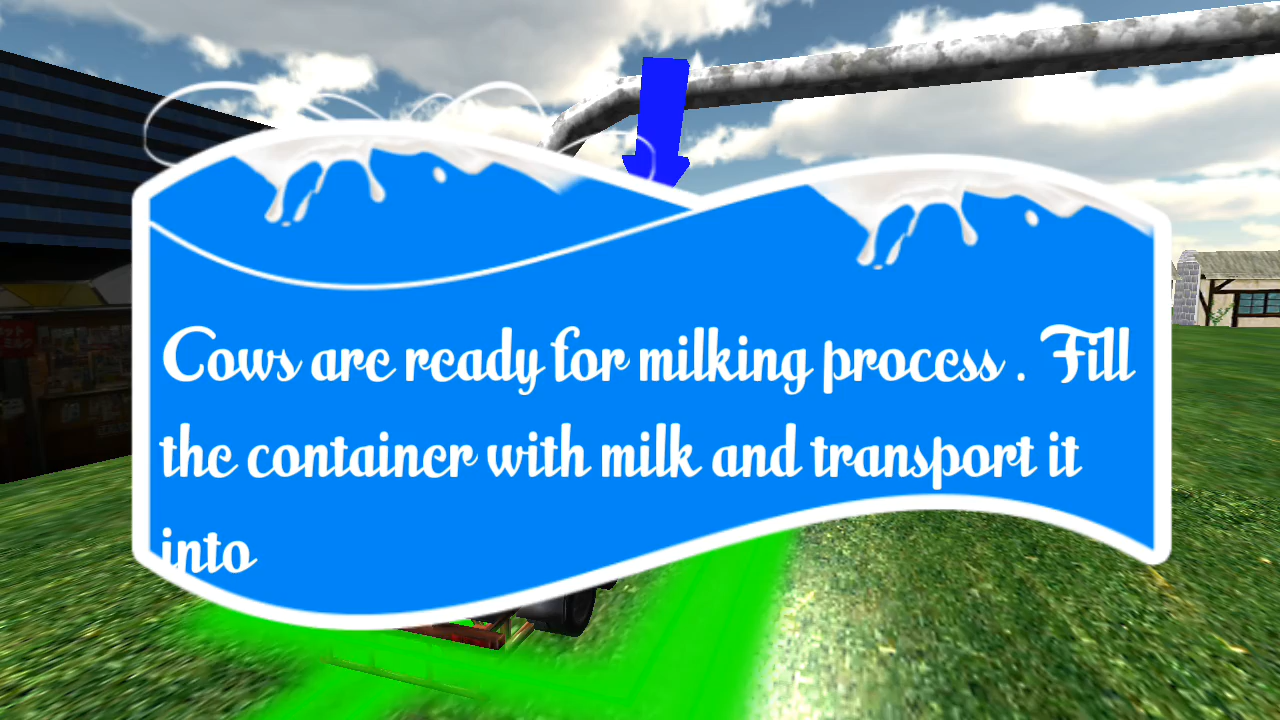 Cows are ready for milking process . Fill
the container with milk and transport it
into